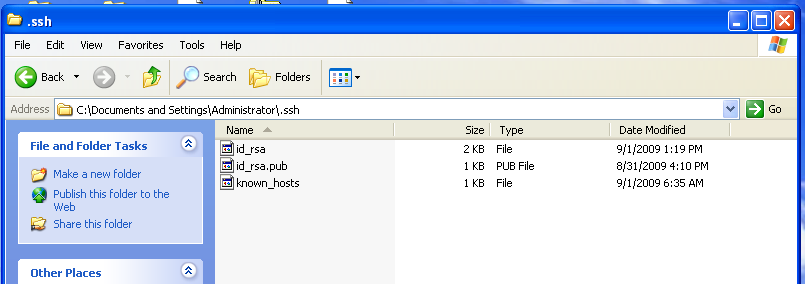 .ssh
File Edit View Favorites Tools Help
Back Search Folders
Address C:\Documents and Settings\Administrator\.ssh Go
File and Folder Tasks
Make a new folder
Publish this folder to the
Web
Share this folder
Other Places
Name Size Type Date Modified
id_rsa 2 KB File 9/1/2009 1:19 PM
id_rsa.pub 1 KB PUB File 8/31/2009 4:10 PM
known_hosts 1 KB File 9/1/2009 6:35 AM